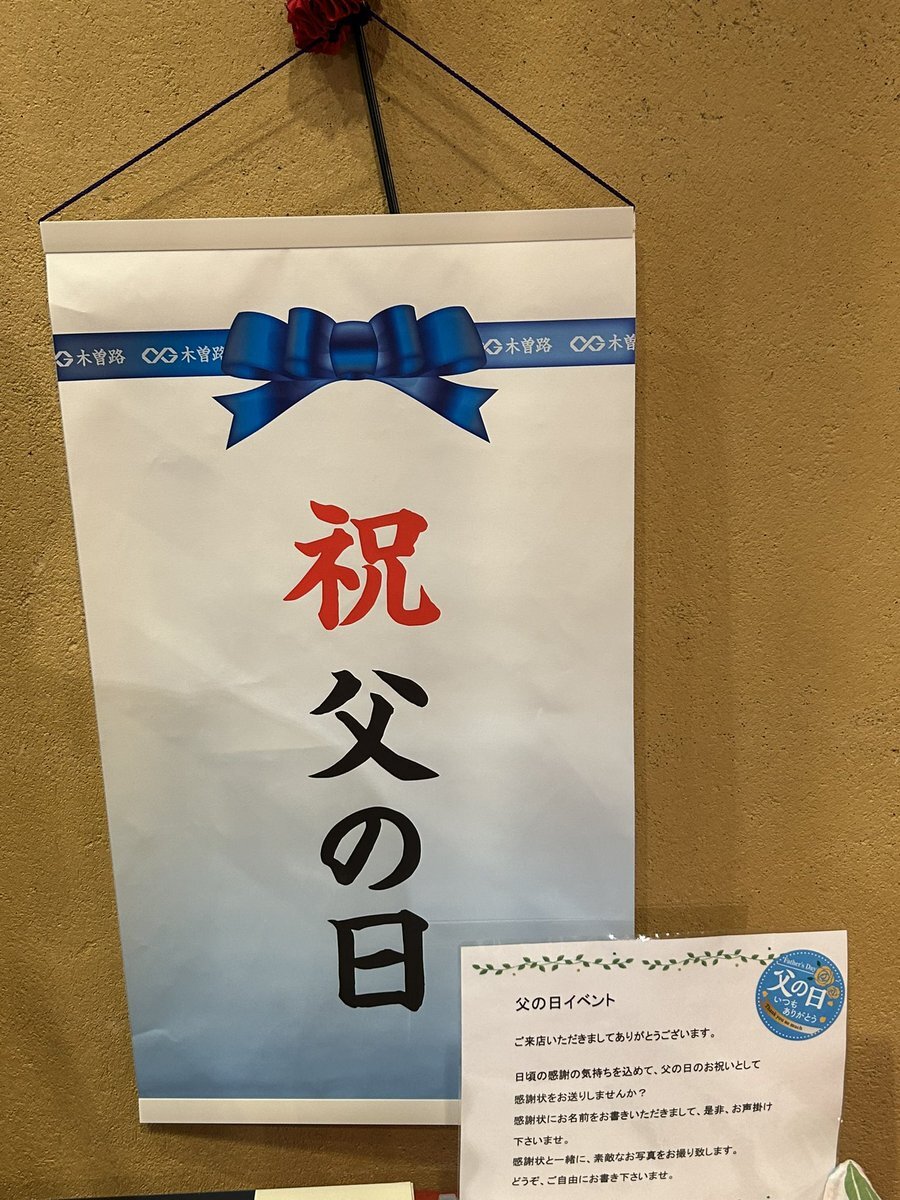 木曽路 木曽路 木曽路 木曽路
祝
父の日
Father's Day
父の日
いつも
ありがとう
Thank you so much
父の日イベント
ご来店いただきましてありがとうございます。
日頃の感謝の気持ちを込めて、父の日のお祝いとして
感謝状をお送りしませんか？
感謝状にお名前をお書きいただきまして、是非、お声掛け
下さいませ。
感謝状と一緒に、素敵なお写真をお撮り致します。
どうぞ、ご自由にお書き下さいませ。